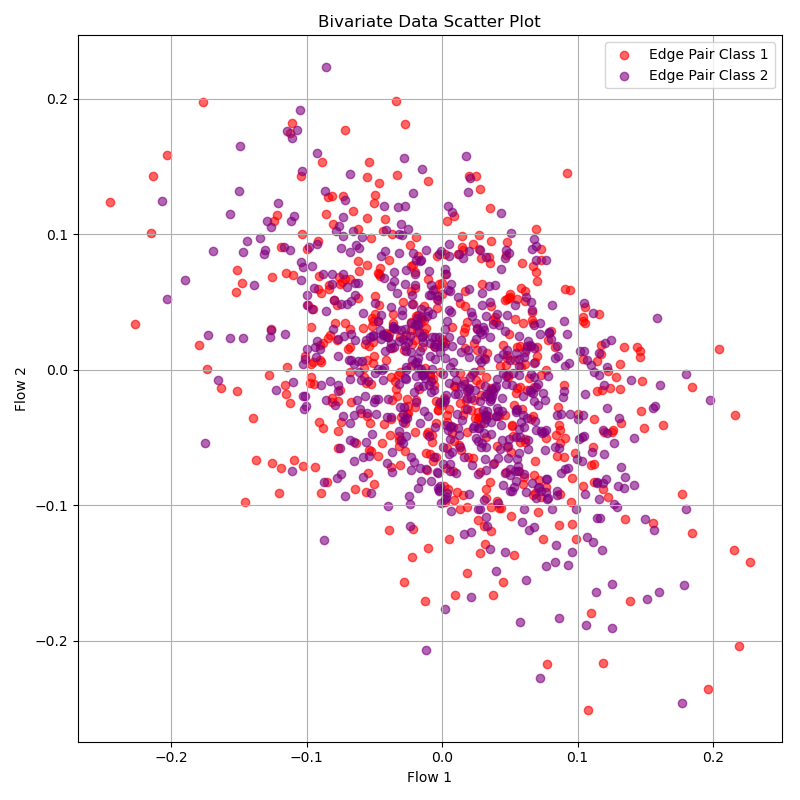 Bivariate Data Scatter Plot
Edge Pair Class 1
Edge Pair Class 2
0.2
0.1
0.0
−0.1
−0.2
Flow 2
−0.2
−0.1
0.0
0.1
0.2
Flow 1